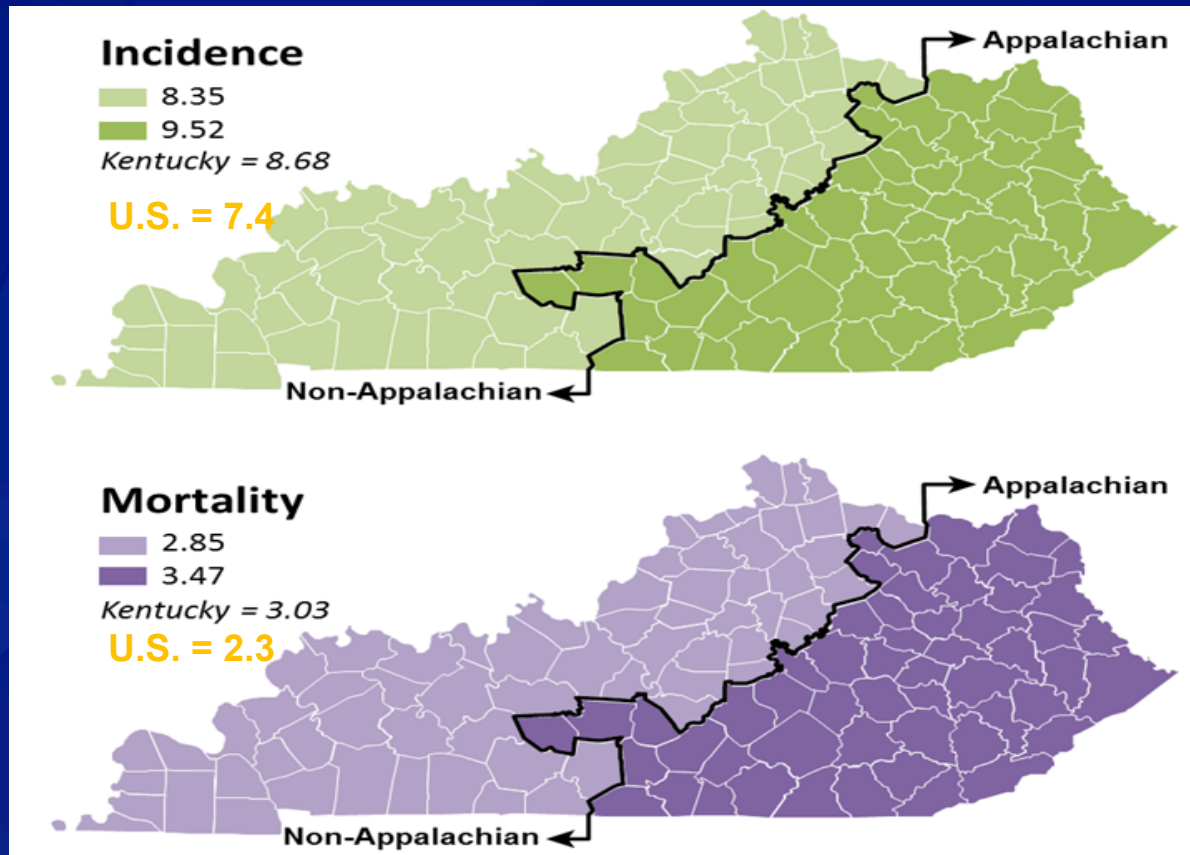 Incidence
8.35
9.52
Kentucky = 8.68
U.S. = 7.4
Appalachian
Non-Appalachian
Mortality
2.85
3.47
Kentucky = 3.03
U.S. = 2.3
Appalachian
Non-Appalachian